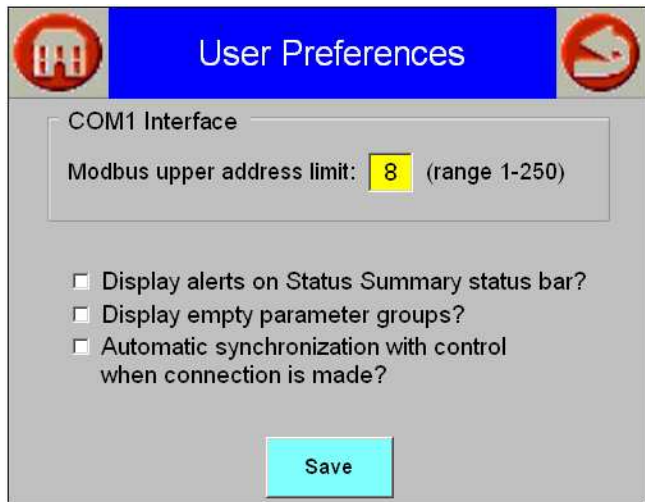 User Preferences
COM1 Interface
Modbus upper address limit: 8 (range 1-250)
Display alerts on Status Summary status bar?
Display empty parameter groups?
Automatic synchronization with control
when connection is made?
Save